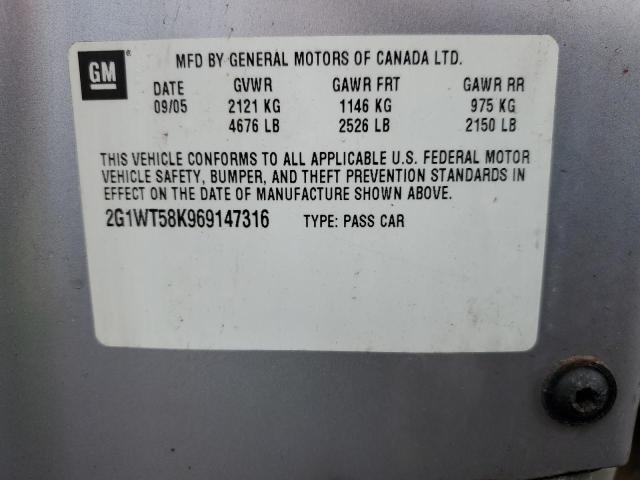 GM®
MFD BY GENERAL MOTORS OF CANADA LTD.
DATE GVWR GAWR FRT GAWR RR
09/05 2121 KG 1146 KG 975 KG
4676 LB 2526 LB 2150 LB
THIS VEHICLE CONFORMS TO ALL APPLICABLE U.S. FEDERAL MOTOR
VEHICLE SAFETY, BUMPER, AND THEFT PREVENTION STANDARDS IN
EFFECT ON THE DATE OF MANUFACTURE SHOWN ABOVE.
2G1WT58K969147316 TYPE: PASS CAR